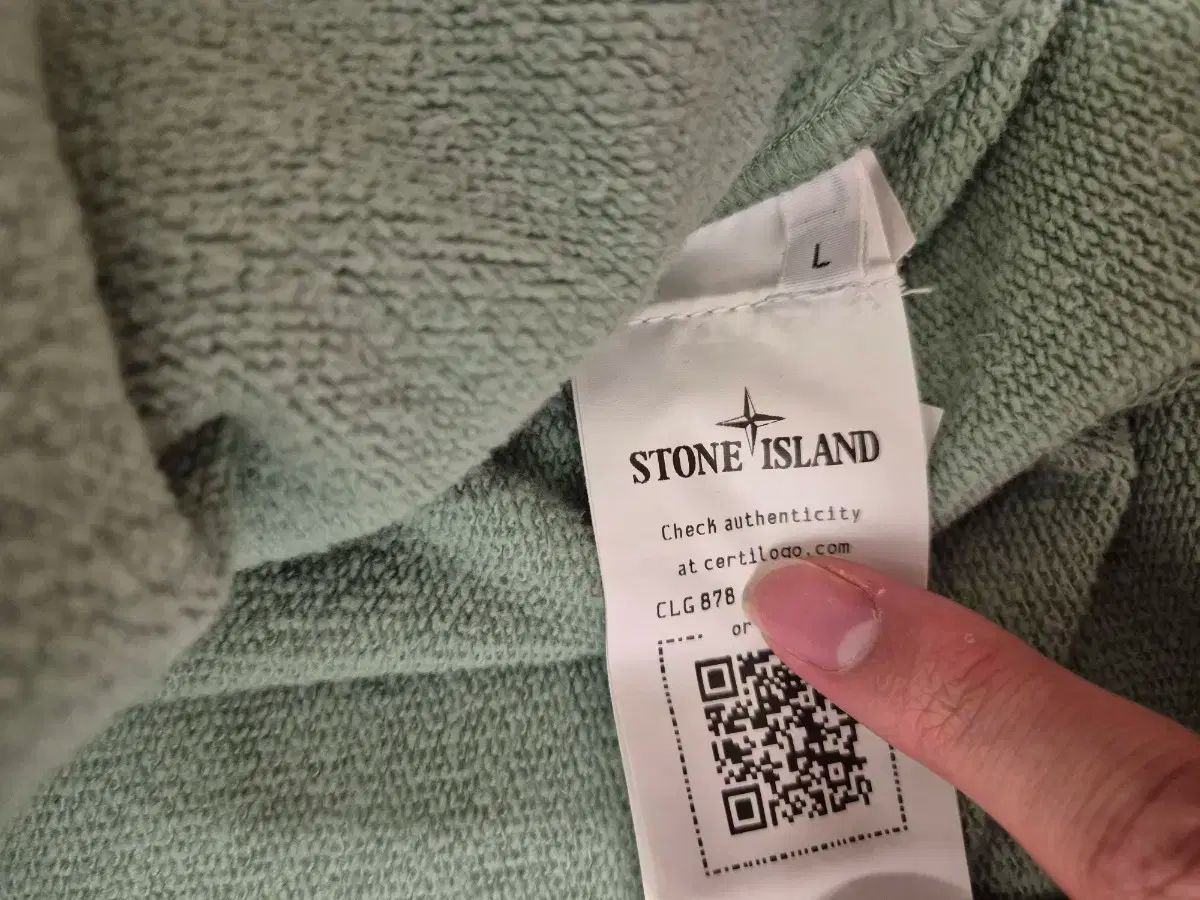 L
STONE ISLAND
Check authenticity
at certilogo.com
CLG 878
or